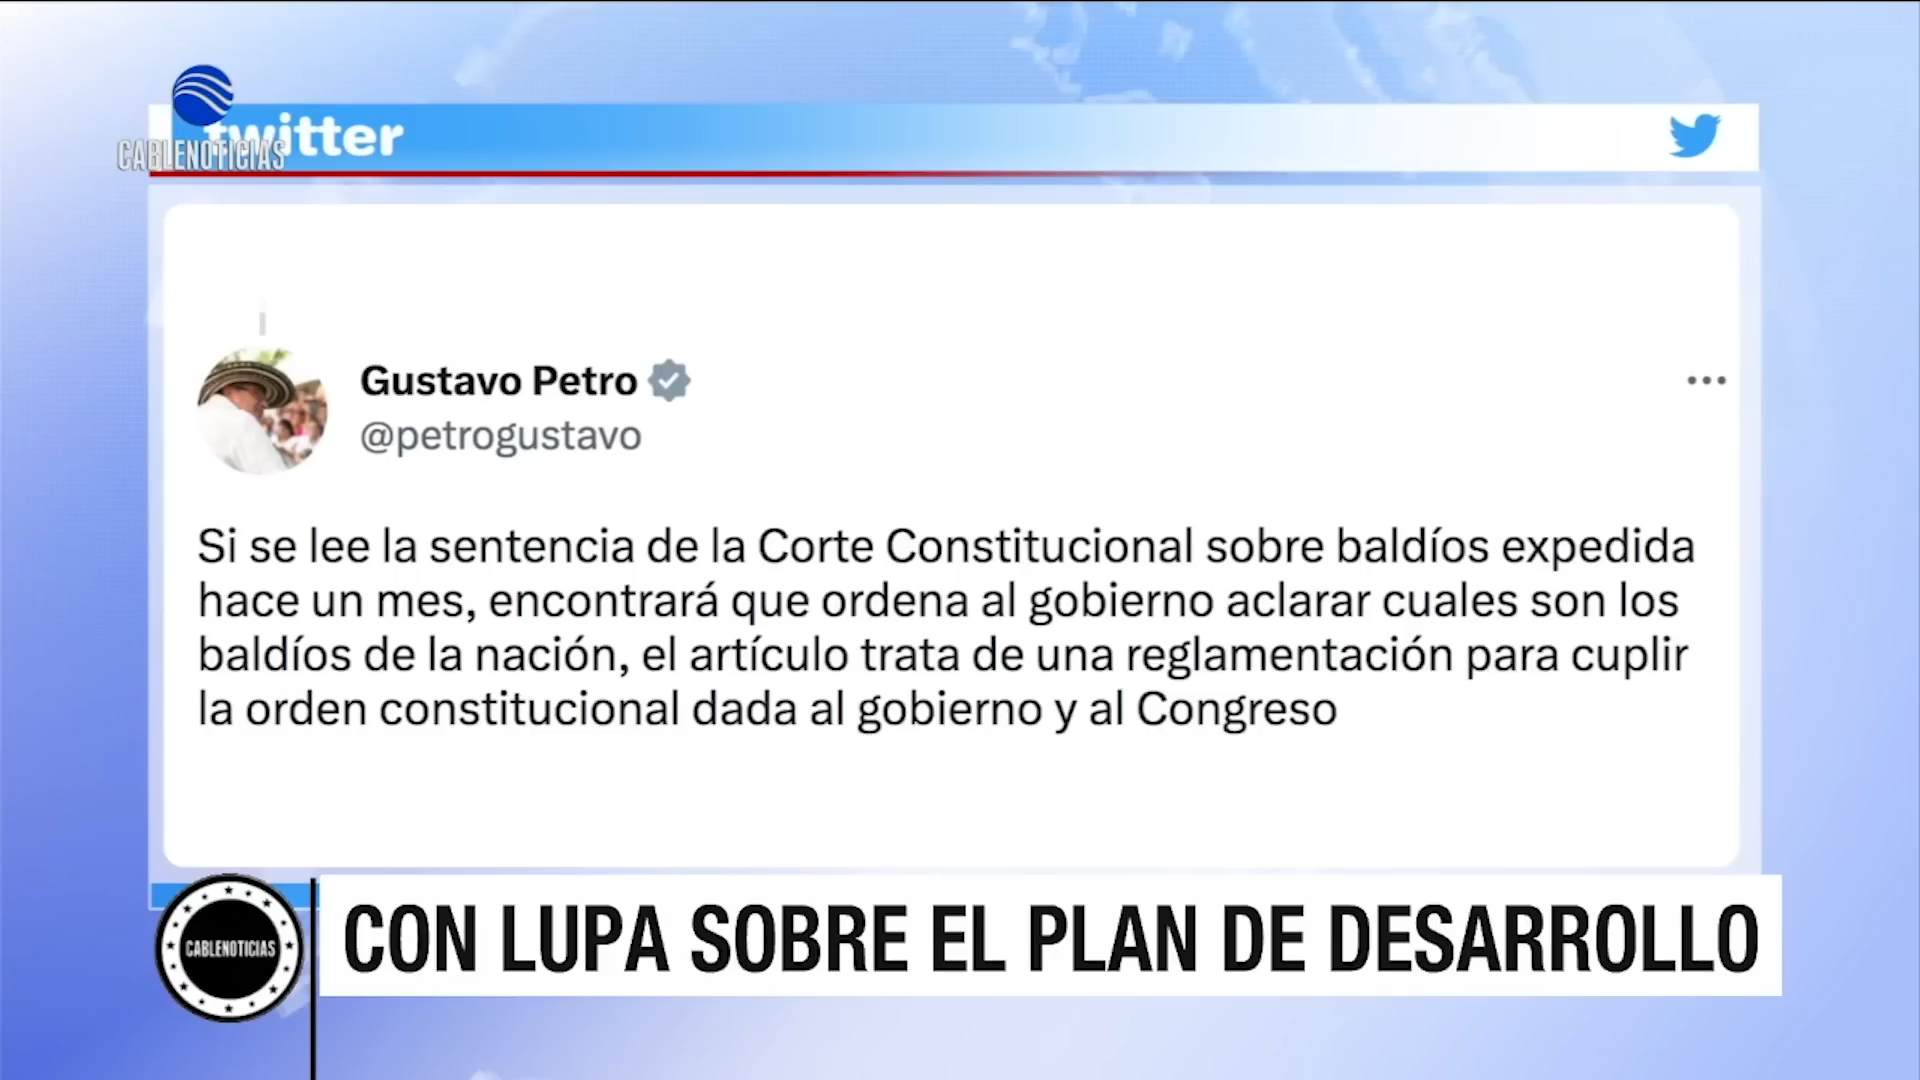 twitter
CABLENOTICIAS
Gustavo Petro
@petrogustavo
Si se lee la sentencia de la Corte Constitucional sobre baldíos expedida
hace un mes, encontrará que ordena al gobierno aclarar cuales son los
baldíos de la nación, el artículo trata de una reglamentación para cuplir
la orden constitucional dada al gobierno y al Congreso
CABLENOTICIAS
CON LUPA SOBRE EL PLAN DE DESARROLLO